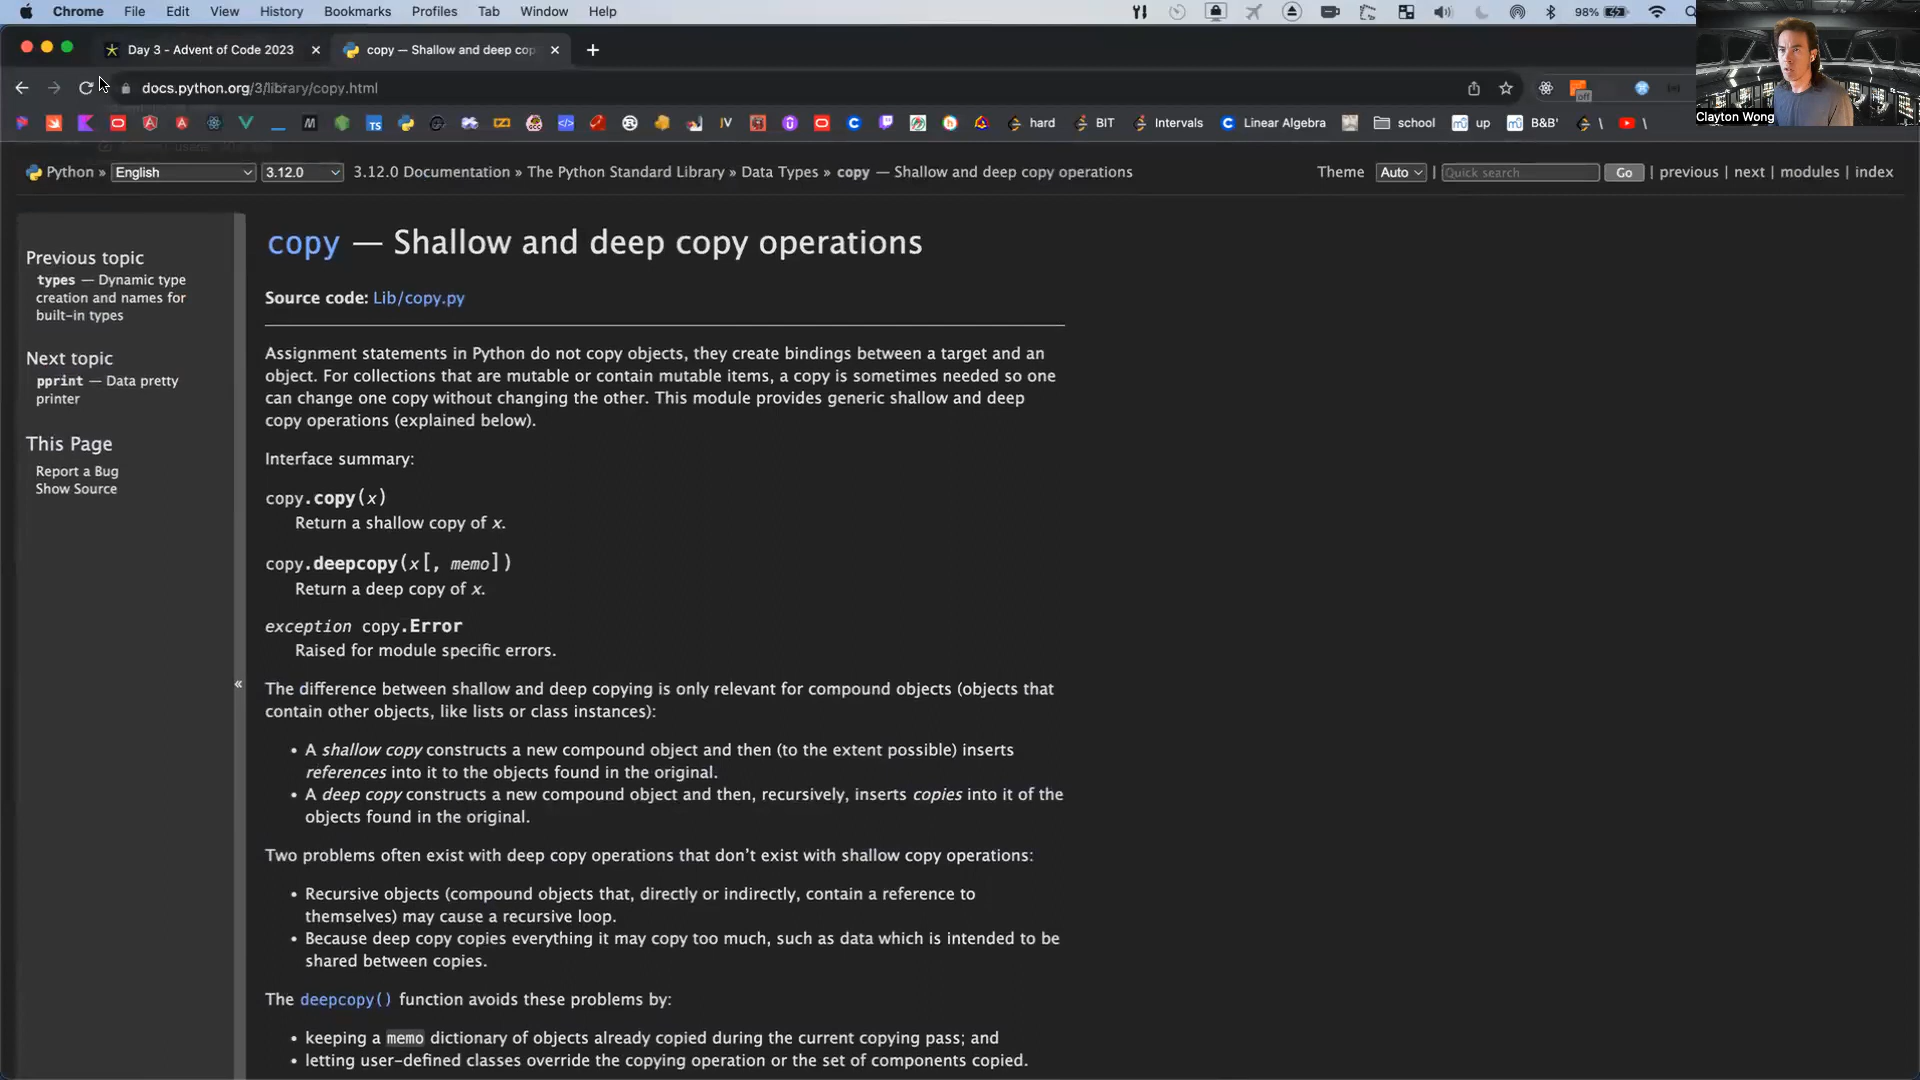 Chrome File Edit View History Bookmarks Profiles Tab Window Help 98%
Day 3 - Advent of Code 2023 copy — Shallow and deep cop
docs.python.org/3/library/copy.html off
TS IV hard BIT Intervals Linear Algebra school up B&B' \ \
Clayton Wong
Python » English 3.12.0 3.12.0 Documentation » The Python Standard Library » Data Types » copy — Shallow and deep copy operations Theme Auto | Quick search Go | previous | next | modules | index
Previous topic
types — Dynamic type
creation and names for
built-in types
Next topic
pprint — Data pretty
printer
This Page
Report a Bug
Show Source
«
copy — Shallow and deep copy operations
Source code: Lib/copy.py
Assignment statements in Python do not copy objects, they create bindings between a target and an
object. For collections that are mutable or contain mutable items, a copy is sometimes needed so one
can change one copy without changing the other. This module provides generic shallow and deep
copy operations (explained below).
Interface summary:
copy.copy(x)
Return a shallow copy of x.
copy.deepcopy(x[, memo])
Return a deep copy of x.
exception copy.Error
Raised for module specific errors.
The difference between shallow and deep copying is only relevant for compound objects (objects that
contain other objects, like lists or class instances):
• A shallow copy constructs a new compound object and then (to the extent possible) inserts
references into it to the objects found in the original.
• A deep copy constructs a new compound object and then, recursively, inserts copies into it of the
objects found in the original.
Two problems often exist with deep copy operations that don’t exist with shallow copy operations:
• Recursive objects (compound objects that, directly or indirectly, contain a reference to
themselves) may cause a recursive loop.
• Because deep copy copies everything it may copy too much, such as data which is intended to be
shared between copies.
The deepcopy() function avoids these problems by:
• keeping a memo dictionary of objects already copied during the current copying pass; and
• letting user-defined classes override the copying operation or the set of components copied.